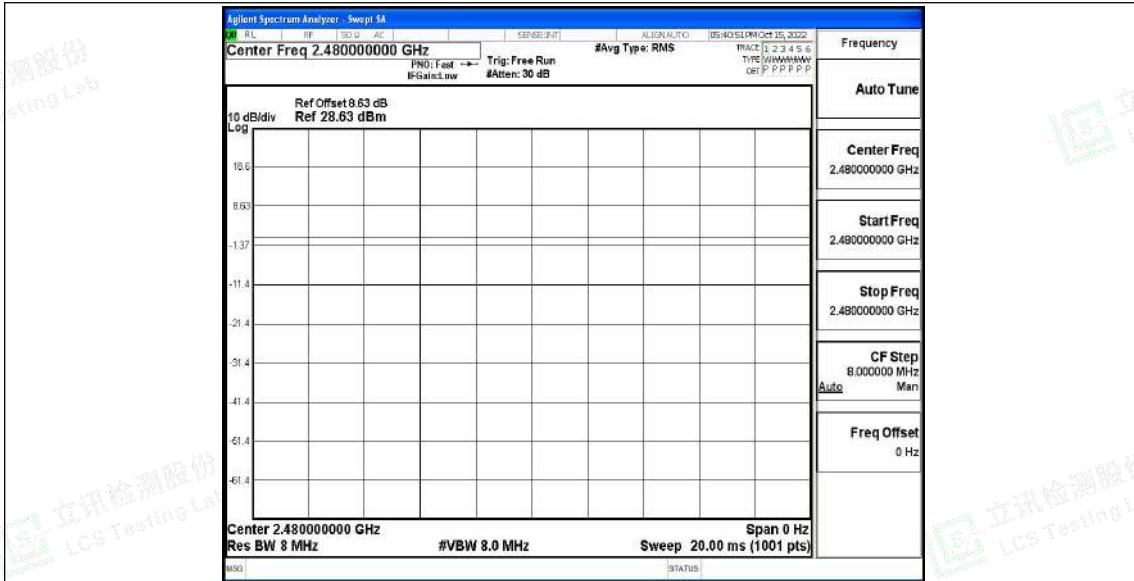 Agilent Spectrum Analyzer - Swept SA
RL RF 50 Ω AC SENSE:INT ALIGN AUTO 05:40:51 PM Oct 15, 2022
Center Freq 2.480000000 GHz
#Avg Type: RMS
TRACE 1 2 3 4 5 6
PNO: Fast
Trig: Free Run
TYPE
IFGain:Low
#Atten: 30 dB
DET P P P P P P
Ref Offset 8.63 dB
10 dB/div Ref 28.63 dBm
Log
18.6
8.63
-1.37
-11.4
-21.4
-31.4
-41.4
-51.4
-61.4
Center 2.480000000 GHz Span 0 Hz
Res BW 8 MHz #VBW 8.0 MHz Sweep 20.00 ms (1001 pts)
MSG STATUS
Frequency
Auto Tune
Center Freq
2.480000000 GHz
Start Freq
2.480000000 GHz
Stop Freq
2.480000000 GHz
CF Step
8.000000 MHz
Auto Man
Freq Offset
0 Hz
检测股份
esting Lab
立讯检测股份
LCS Testing Lab
立讯检测股份
LCS Testing L